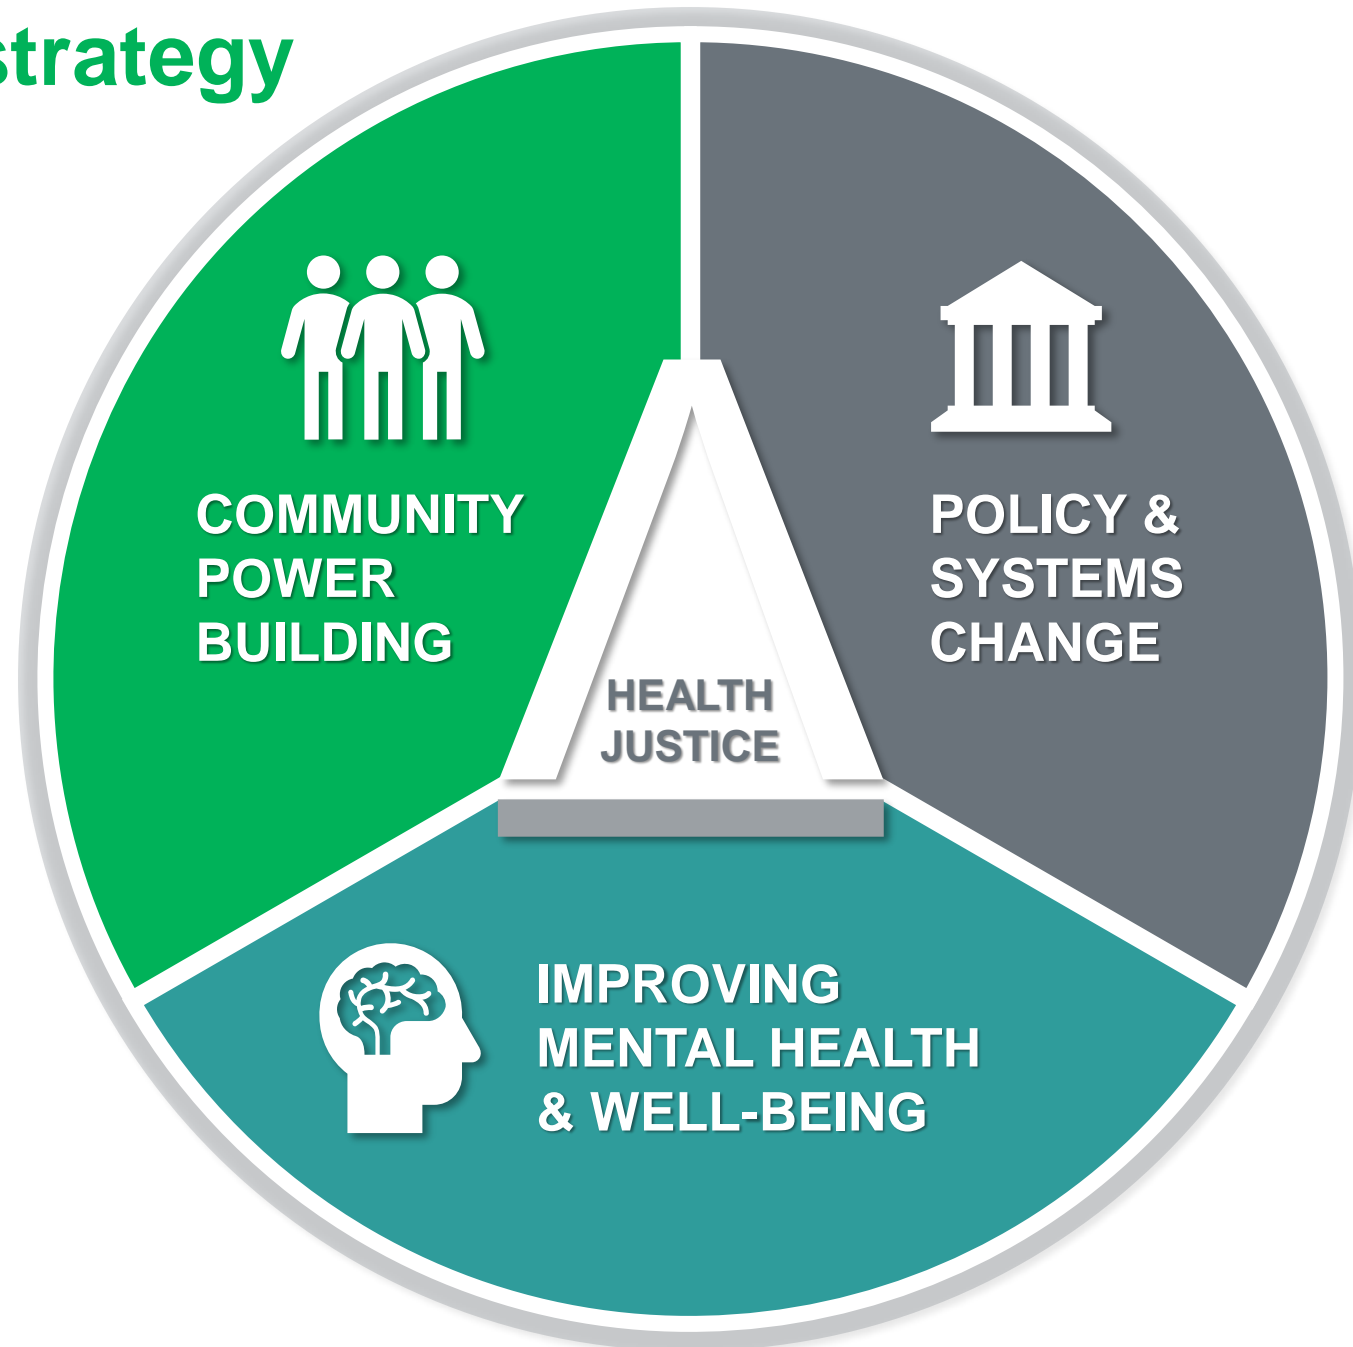 strategy
COMMUNITY
POWER
BUILDING
POLICY &
SYSTEMS
CHANGE
HEALTH
JUSTICE
IMPROVING
MENTAL HEALTH
& WELL-BEING